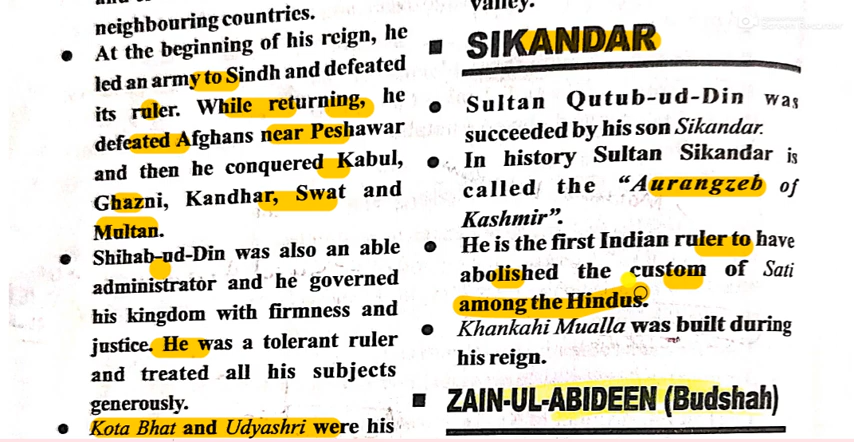 neighbouring countries.
At the beginning of his reign, he
led an army to Sindh and defeated
its ruler. While returning, he
defeated Afghans near Peshawar
and then he conquered Kabul,
Ghazni, Kandhar, Swat and
Multan.
Shihab-ud-Din was also an able
administrator and he governed
his kingdom with firmness and
justice. He was a tolerant ruler
and treated all his subjects
generously.
Kota Bhat and Udyashri were his
valley.
SIKANDAR
Sultan Qutub-ud-Din was
succeeded by his son Sikandar.
In history Sultan Sikandar is
called the “Aurangzeb of
Kashmir”.
He is the first Indian ruler to have
abolished the custom of Sati
among the Hindus.
Khankahi Mualla was built during
his reign.
ZAIN-UL-ABIDEEN (Budshah)